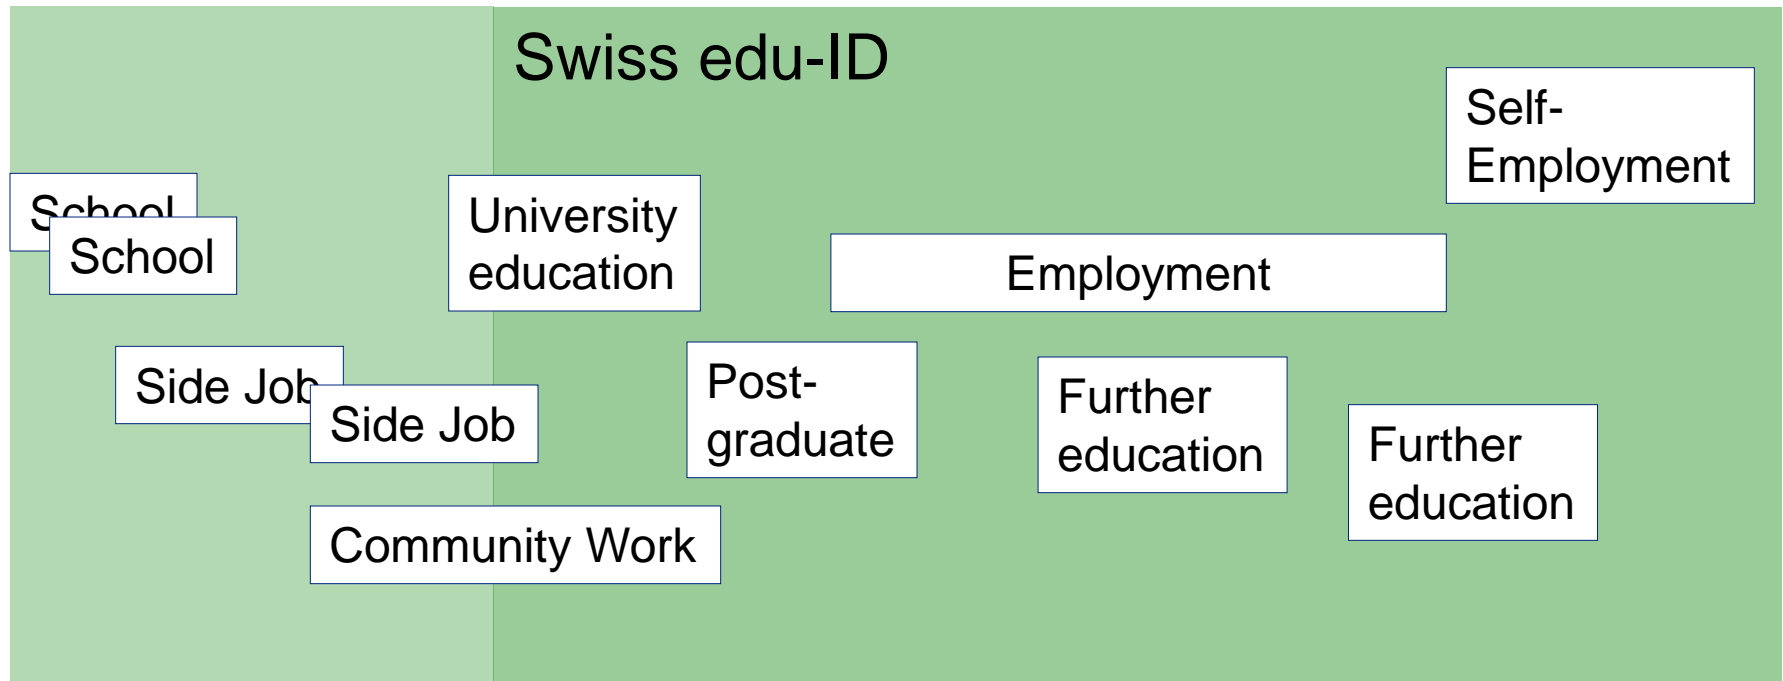 Swiss edu-ID
Self-
Employment
School
School
University
education
Employment
Side Job
Side Job
Post-
graduate
Further
education
Further
education
Community Work